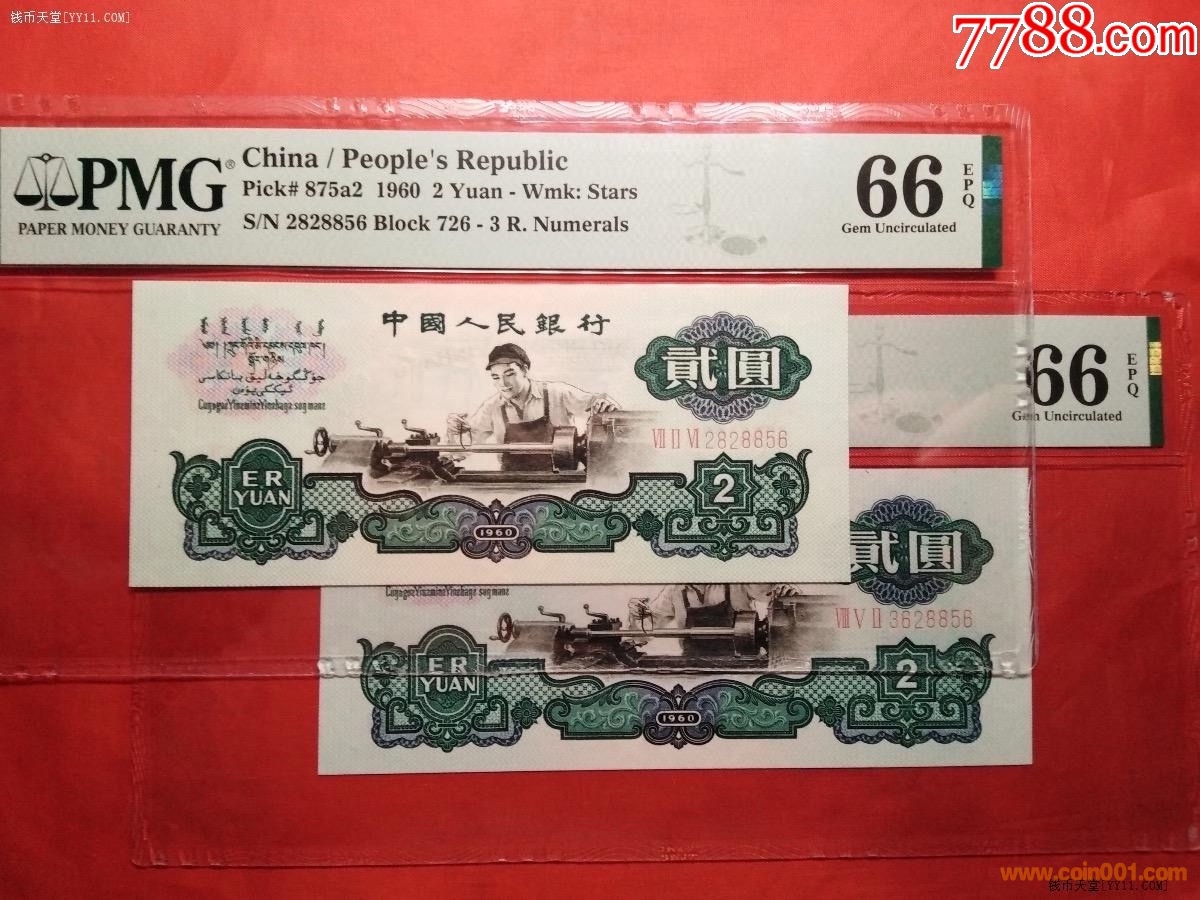 钱币天堂[YY11.COM]
7788.com
PMG®
PAPER MONEY GUARANTY
China / People's Republic
Pick# 875a2 1960 2 Yuan - Wmk: Stars
S/N 2828856 Block 726 - 3 R. Numerals
66
EPQ
Gem Uncirculated
中國人民銀行
貳圓
VII II VI 2828856
ER
YUAN
2
1960
66
EPQ
Gem Uncirculated
貳圓
VIII V II 3628856
ER
YUAN
2
1960
www.coin001.com
钱币天堂[YY11.COM]